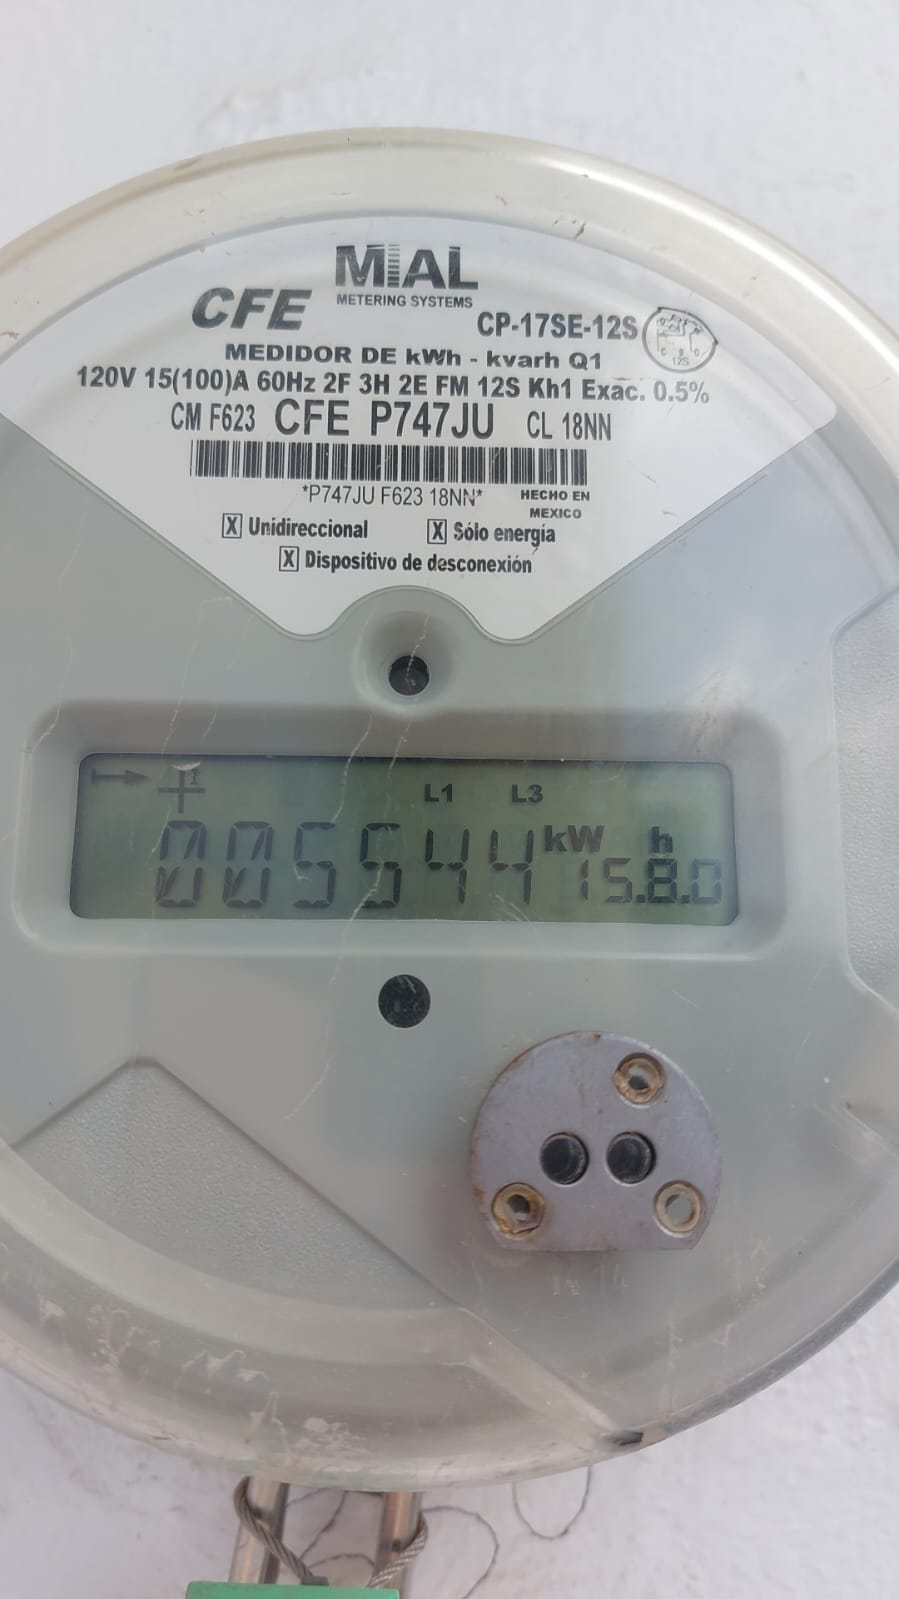 MIAL
METERING SYSTEMS
CFE
CP-17SE-12S
12S
MEDIDOR DE kWh - kvarh Q1
120V 15(100)A 60Hz 2F 3H 2E FM 12S Kh1 Exac. 0.5%
CM F623 CFE P747JU CL 18NN
*P747JU F623 18NN*
HECHO EN
MEXICO
X Unidireccional X Sólo energía
X Dispositivo de desconexión
1 L1 L3
005544 kW h
15.8.0